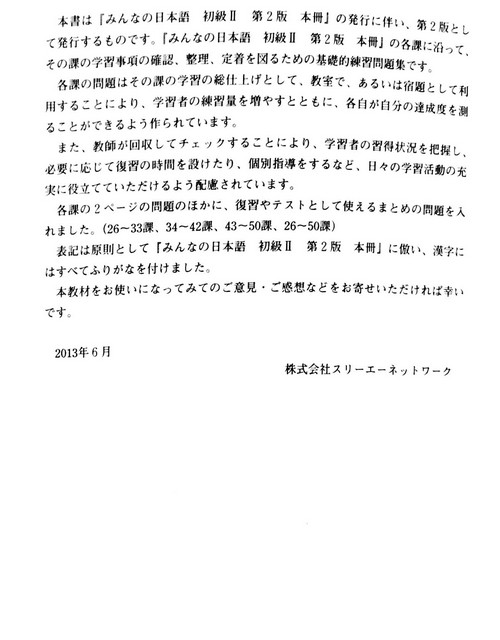 本書は『みんなの日本語　初級Ⅱ　第２版　本冊』の発行に伴い、第２版とし
て発行するものです。『みんなの日本語　初級Ⅱ　第２版　本冊』の各課に沿って、
その課の学習事項の確認、整理、定着を図るための基礎的練習問題集です。
各課の問題はその課の学習の総仕上げとして、教室で、あるいは宿題として利
用することにより、学習者の練習量を増やすとともに、各自が自分の達成度を測
ることができるよう作られています。
また、教師が回収してチェックすることにより、学習者の習得状況を把握し、
必要に応じて復習の時間を設けたり、個別指導をするなど、日々の学習活動の充
実に役立てていただけるよう配慮されています。
各課の２ページの問題のほかに、復習やテストとして使えるまとめの問題を入
れました。(26～33課、34～42課、43～50課、26～50課)
表記は原則として『みんなの日本語　初級Ⅱ　第２版　本冊』に倣い、漢字に
はすべてふりがなを付けました。
本教材をお使いになってみてのご意見・ご感想などをお寄せいただければ幸い
です。
2013年６月
株式会社スリーエーネットワーク